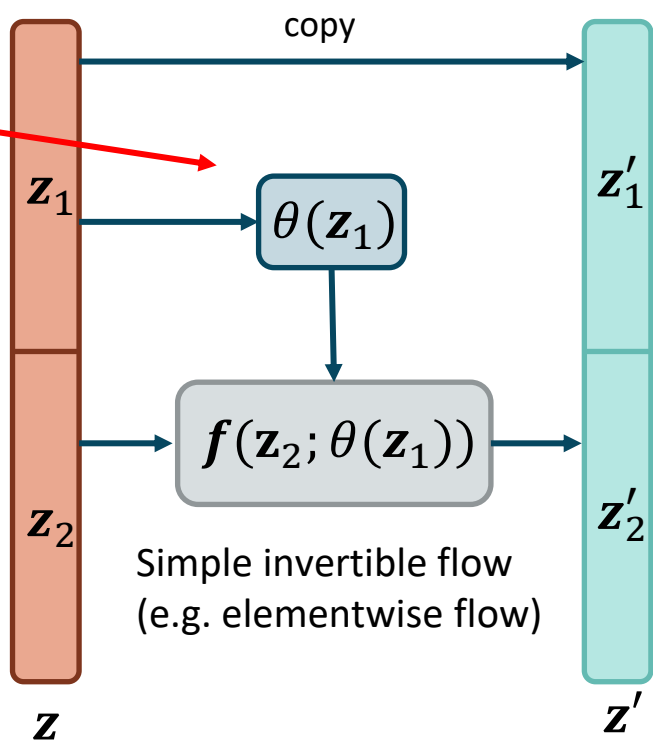 copy
𝒛₁
θ(𝒛₁)
𝒛′₁
𝒇(𝐳₂; θ(𝒛₁))
𝒛₂
𝒛′₂
Simple invertible flow
(e.g. elementwise flow)
𝒛
𝒛′